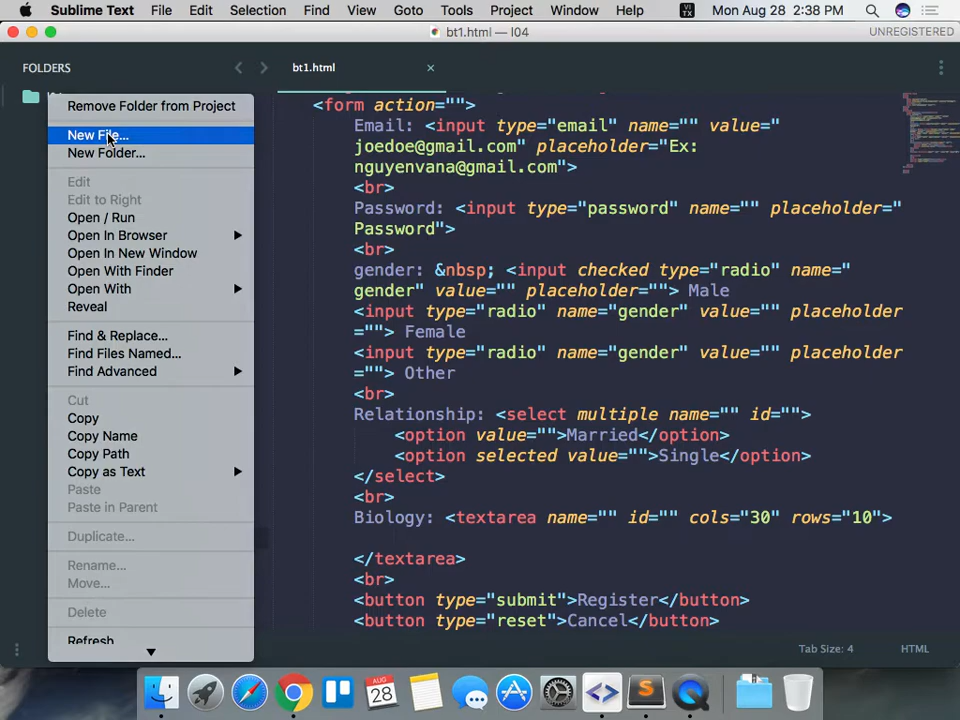 Sublime Text File Edit Selection Find View Goto Tools Project Window Help VI TX Mon Aug 28 2:38 PM
bt1.html — l04 UNREGISTERED
FOLDERS
bt1.html
Remove Folder from Project
New File...
New Folder...
Edit
Edit to Right
Open / Run
Open In Browser
Open In New Window
Open With Finder
Open With
Reveal
Find & Replace...
Find Files Named...
Find Advanced
Cut
Copy
Copy Name
Copy Path
Copy as Text
Paste
Paste in Parent
Duplicate...
Rename...
Move...
Delete
Refresh
<form action="">
Email: <input type="email" name="" value="
joedoe@gmail.com" placeholder="Ex:
nguyenvana@gmail.com">
<br>
Password: <input type="password" name="" placeholder="
Password">
<br>
gender: &nbsp; <input checked type="radio" name="
gender" value="" placeholder=""> Male
<input type="radio" name="gender" value="" placeholder
=""> Female
<input type="radio" name="gender" value="" placeholder
=""> Other
<br>
Relationship: <select multiple name="" id="">
<option value="">Married</option>
<option selected value="">Single</option>
</select>
<br>
Biology: <textarea name="" id="" cols="30" rows="10">
</textarea>
<br>
<button type="submit">Register</button>
<button type="reset">Cancel</button>
Tab Size: 4 HTML
AUG
28